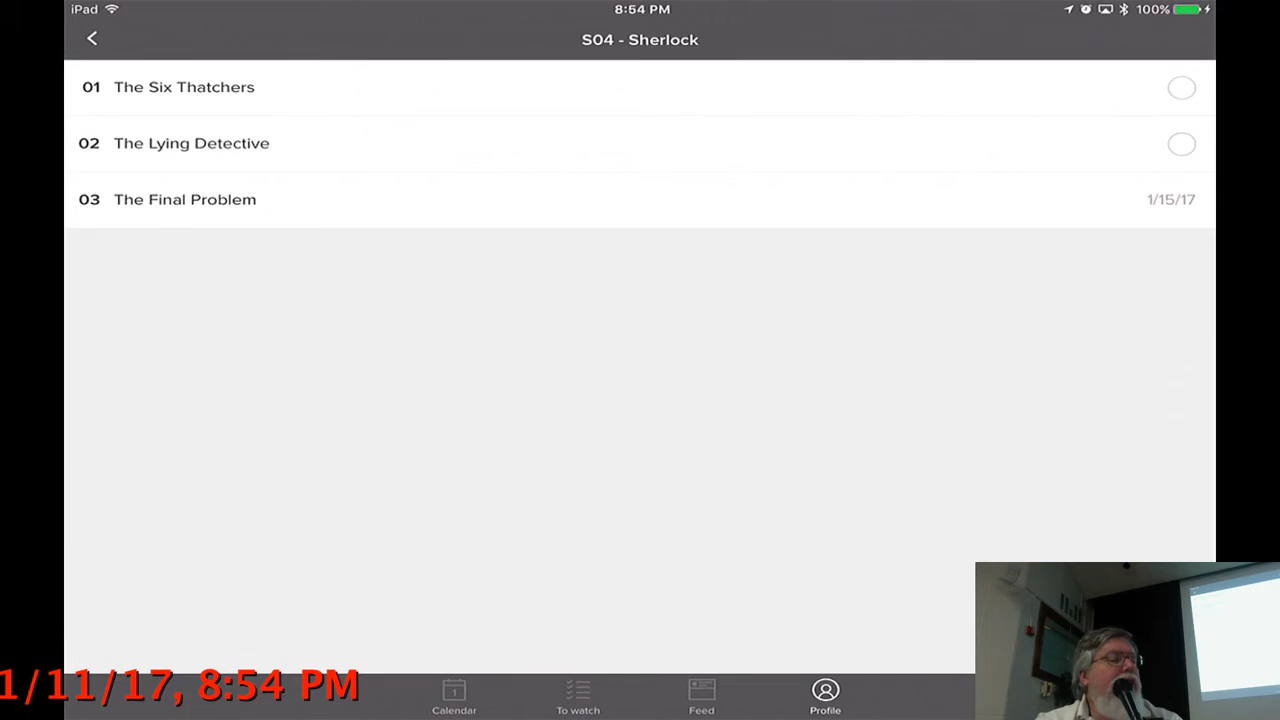 iPad 8:54 PM 100%
S04 - Sherlock
01 The Six Thatchers
02 The Lying Detective
03 The Final Problem 1/15/17
1/11/17, 8:54 PM
1
Calendar To watch Feed Profile